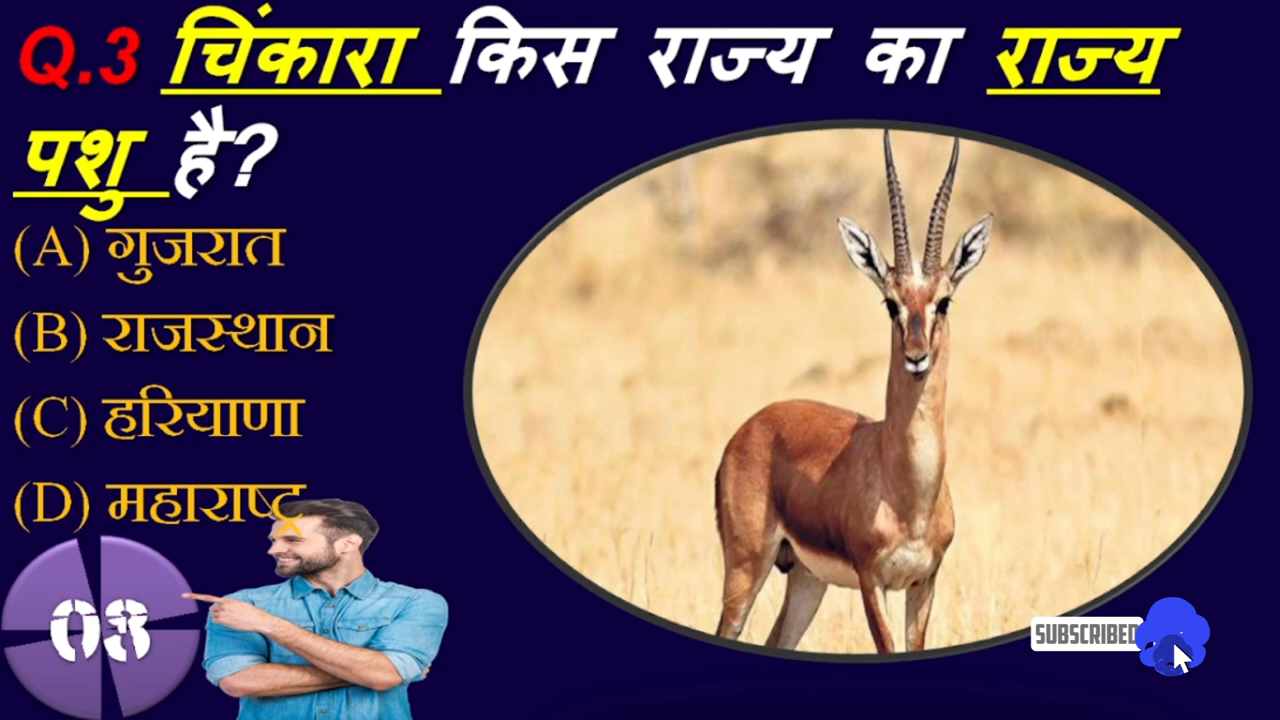 Q.3 चिंकारा किस राज्य का राज्य
पशु है?
(A) गुजरात
(B) राजस्थान
(C) हरियाणा
(D) महाराष्ट्र
03
SUBSCRIBED